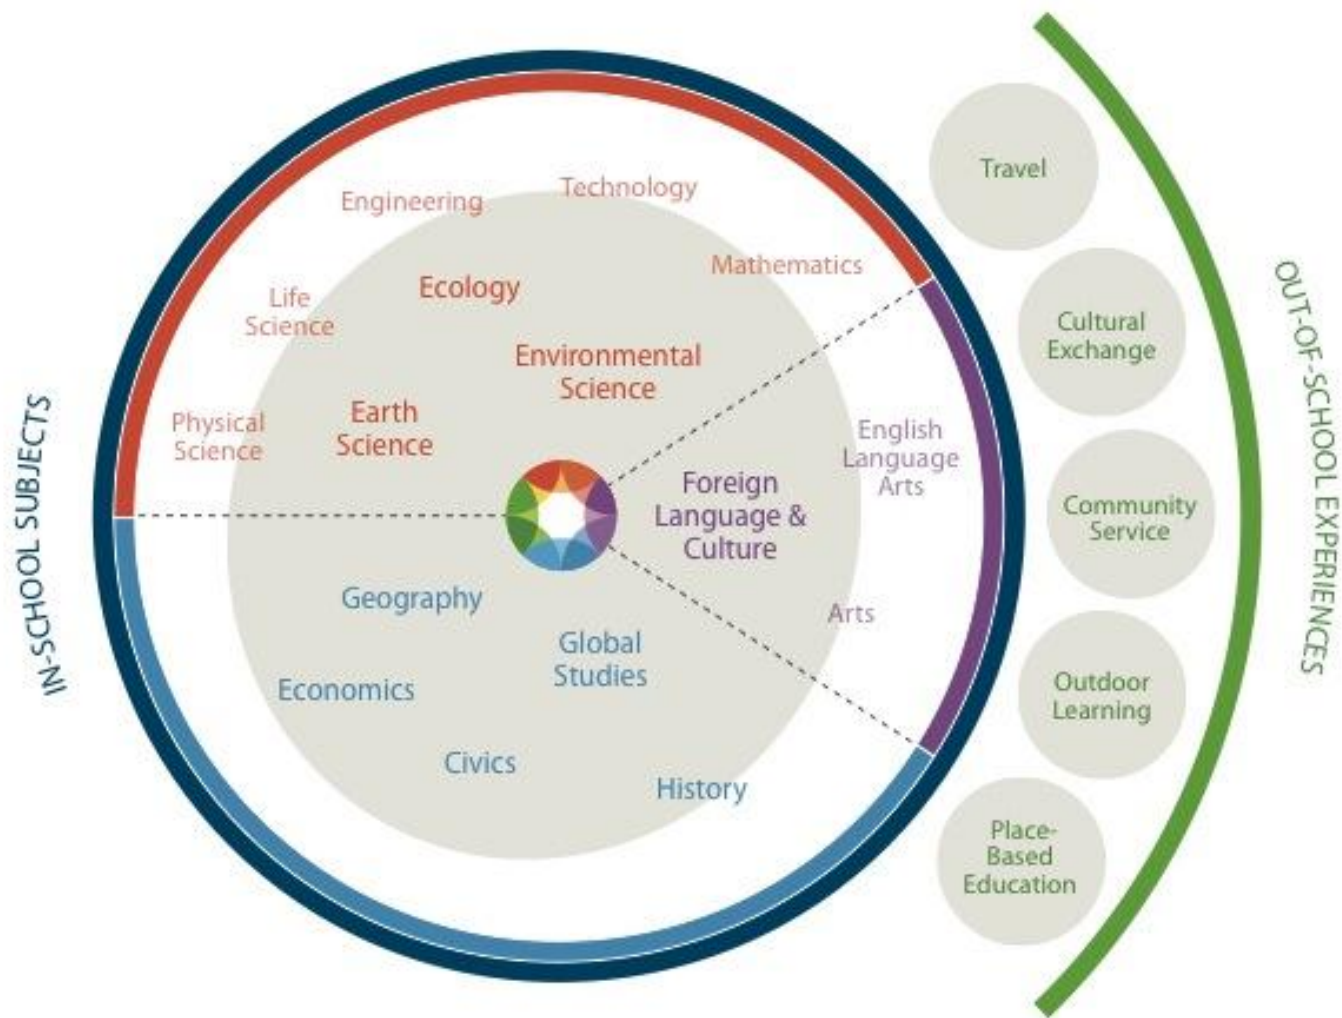 IN-SCHOOL SUBJECTS
Engineering
Technology
Mathematics
Life
Science
Ecology
Environmental
Science
Physical
Science
Earth
Science
English
Language
Arts
Foreign
Language &
Culture
Arts
Geography
Global
Studies
Economics
Civics
History
Travel
Cultural
Exchange
Community
Service
Outdoor
Learning
Place-
Based
Education
OUT-OF-SCHOOL EXPERIENCES